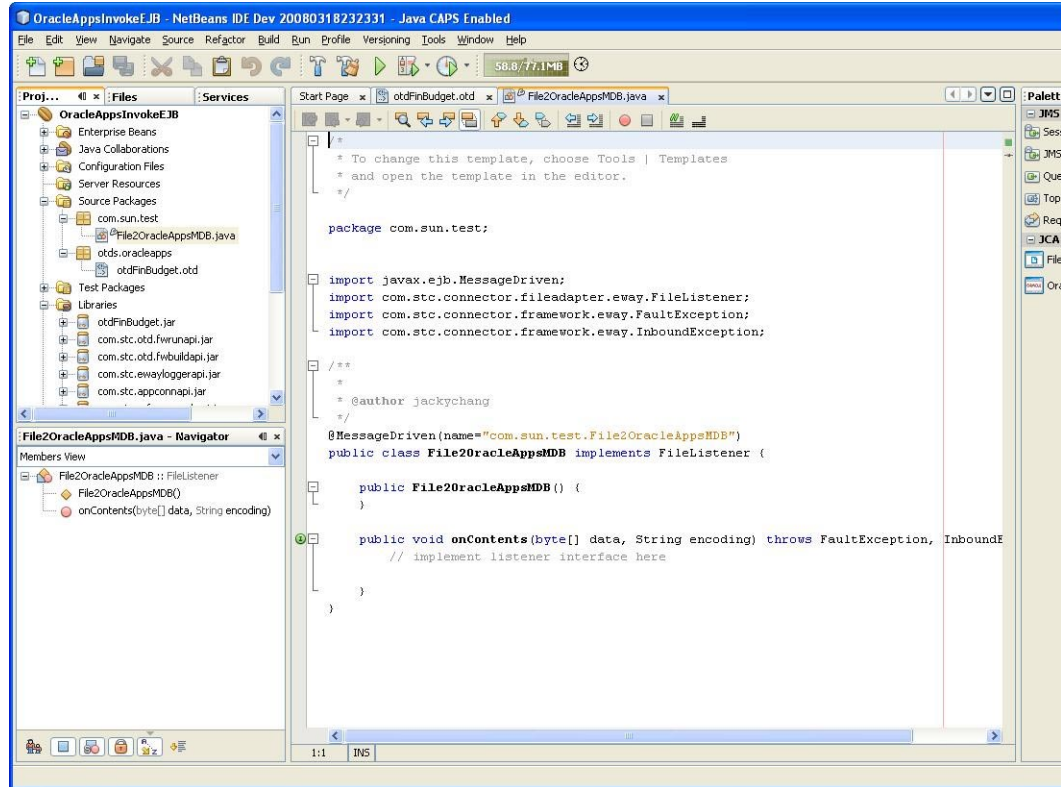 OracleAppsInvokeEJB - NetBeans IDE Dev 20080318232331 - Java CAPS Enabled
File Edit View Navigate Source Refactor Build Run Profile Versioning Tools Window Help
58.8/77.1MB
Proj... Files Services
OracleAppsInvokeEJB
Enterprise Beans
Java Collaborations
Configuration Files
Server Resources
Source Packages
com.sun.test
File2OracleAppsMDB.java
otds.oracleapps
otdFinBudget.otd
Test Packages
Libraries
otdFinBudget.jar
com.stc.otd.fwrunapi.jar
com.stc.otd.fwbuildapi.jar
com.stc.ewayloggerapi.jar
com.stc.appconnapi.jar
File2OracleAppsMDB.java - Navigator
Members View
File2OracleAppsMDB :: FileListener
File2OracleAppsMDB()
onContents(byte[] data, String encoding)
Start Page otdFinBudget.otd File2OracleAppsMDB.java
/*
* To change this template, choose Tools | Templates
* and open the template in the editor.
*/
package com.sun.test;
import javax.ejb.MessageDriven;
import com.stc.connector.fileadapter.eway.FileListener;
import com.stc.connector.framework.eway.FaultException;
import com.stc.connector.framework.eway.InboundException;
/**
*
* @author jackychang
*/
@MessageDriven(name="com.sun.test.File2OracleAppsMDB")
public class File2OracleAppsMDB implements FileListener {
public File2OracleAppsMDB() {
}
public void onContents(byte[] data, String encoding) throws FaultException, InboundE
// implement listener interface here
}
}
1:1 INS
Palett
JMS
Ses
JMS
Que
Top
Req
JCA
File
Ora